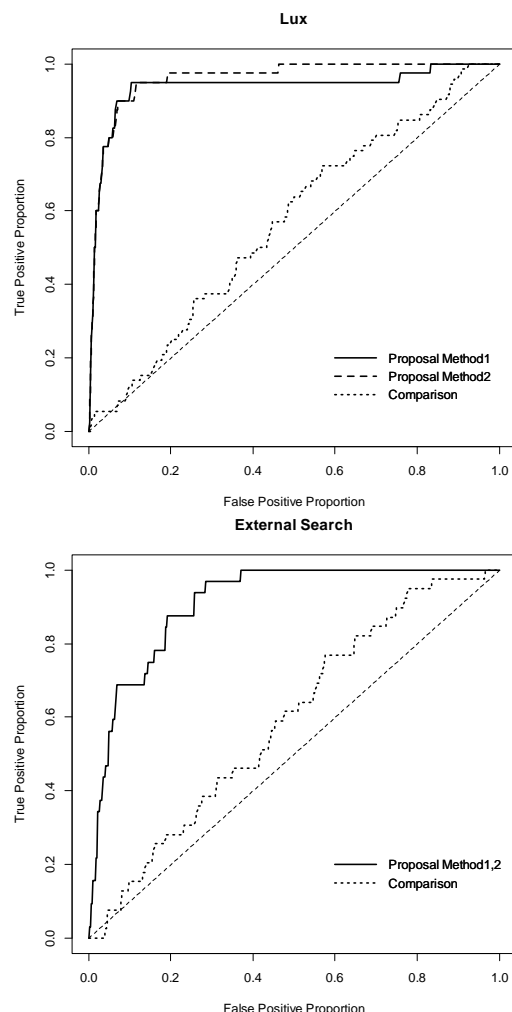 Lux
True Positive Proportion
1.0
0.8
0.6
0.4
0.2
0.0
Proposal Method1
Proposal Method2
Comparison
0.0 0.2 0.4 0.6 0.8 1.0
False Positive Proportion
External Search
True Positive Proportion
1.0
0.8
0.6
0.4
0.2
0.0
Proposal Method1,2
Comparison
0.0 0.2 0.4 0.6 0.8 1.0
False Positive Proportion